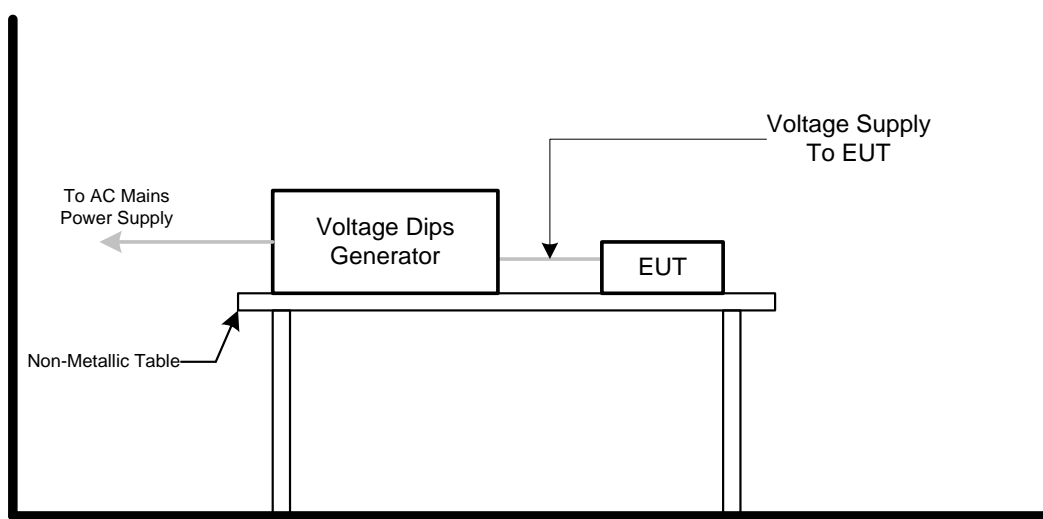 Voltage Supply
To EUT
To AC Mains
Power Supply
Voltage Dips
Generator
EUT
Non-Metallic Table